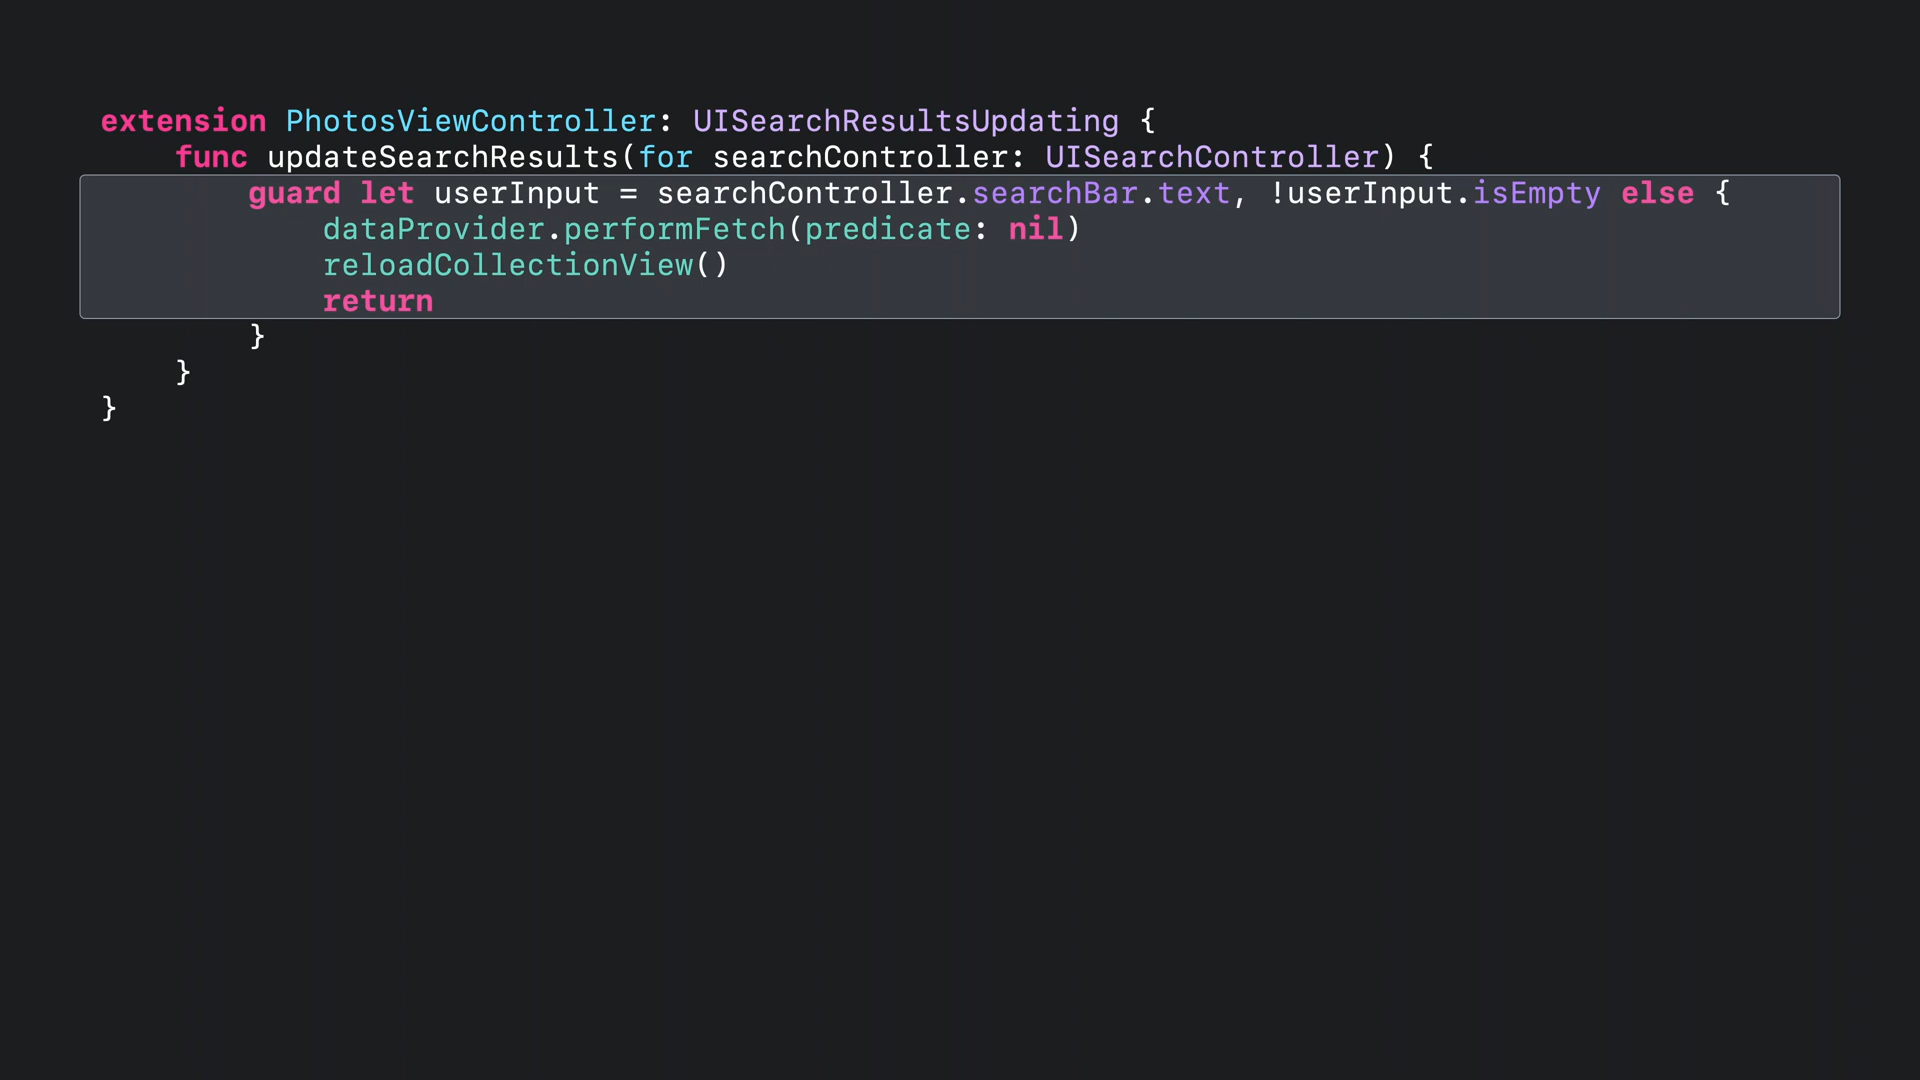 extension PhotosViewController: UISearchResultsUpdating {
    func updateSearchResults(for searchController: UISearchController) {
        guard let userInput = searchController.searchBar.text, !userInput.isEmpty else {
            dataProvider.performFetch(predicate: nil)
            reloadCollectionView()
            return
        }
    }
}